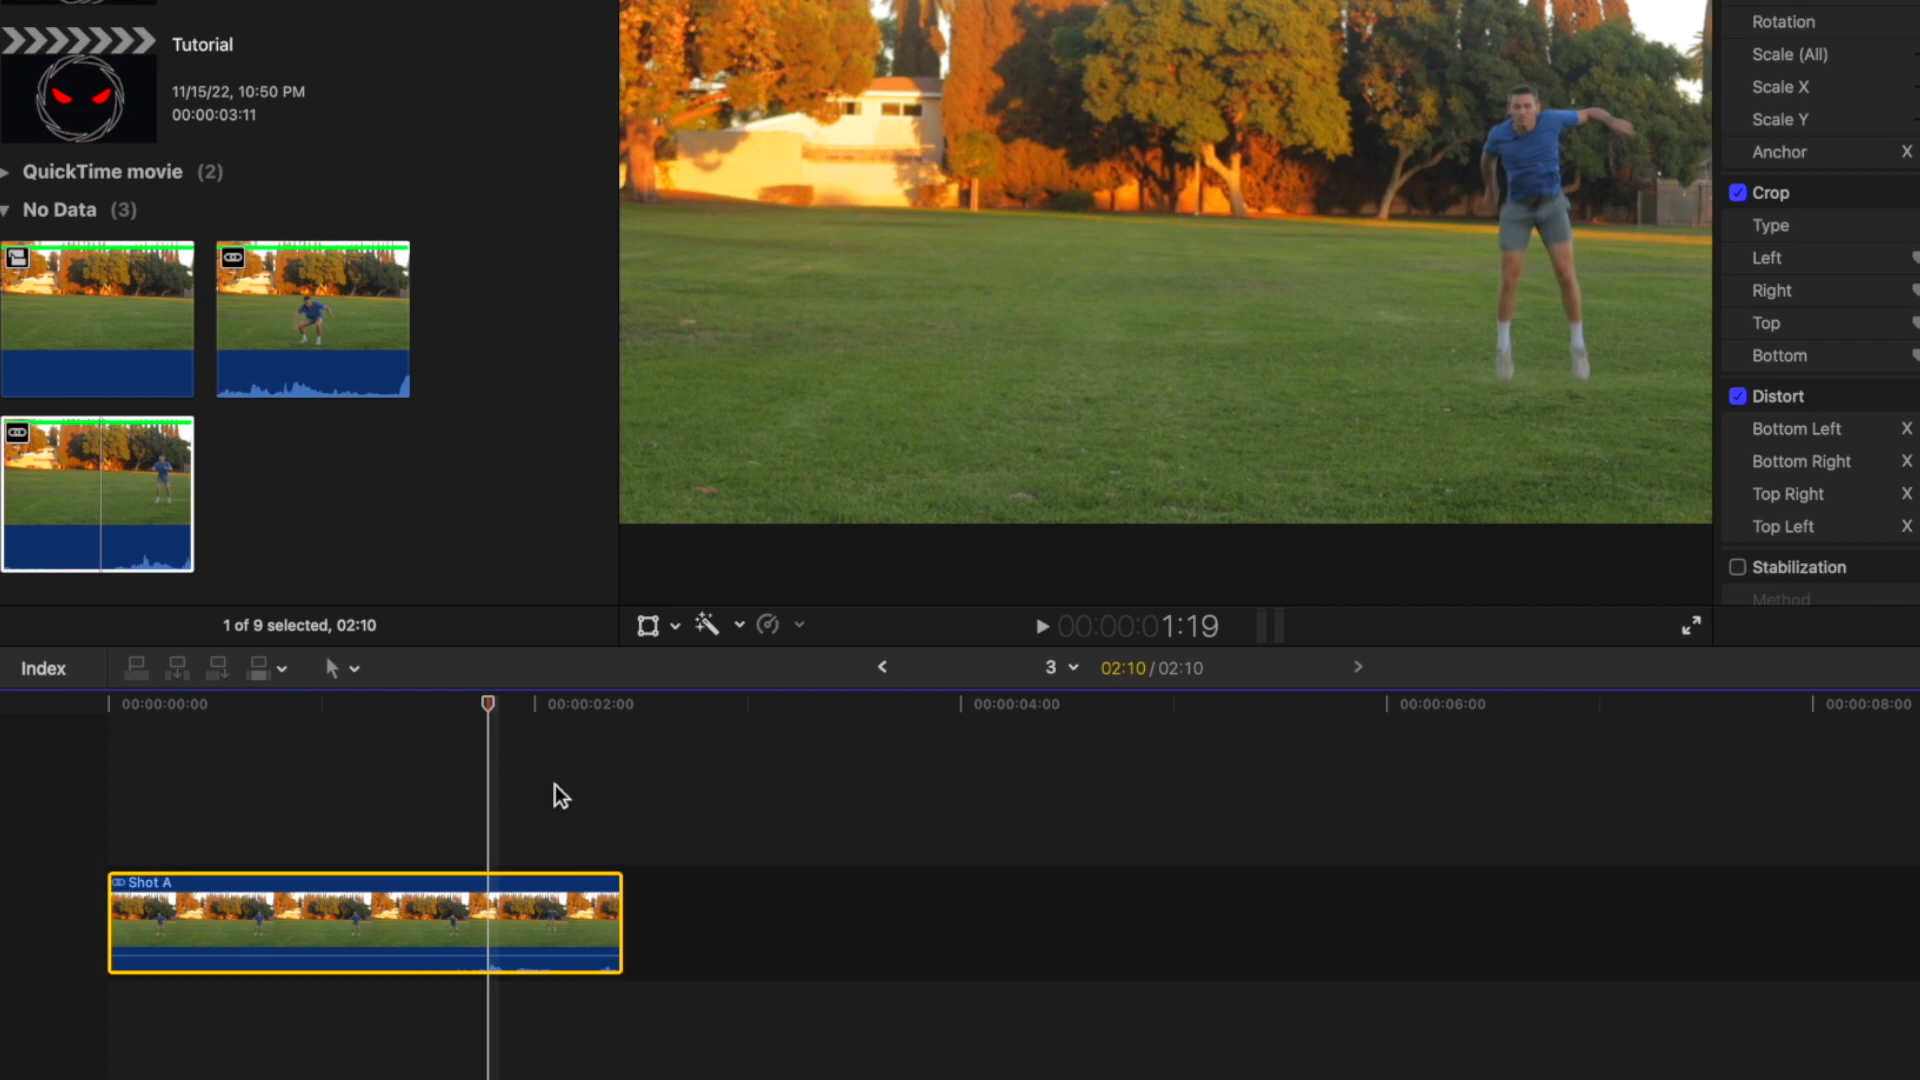 Tutorial
11/15/22, 10:50 PM
00:00:03:11
QuickTime movie (2)
No Data (3)
1 of 9 selected, 02:10
00:00:01:19
Rotation
Scale (All)
Scale X
Scale Y
Anchor X
Crop
Type
Left
Right
Top
Bottom
Distort
Bottom Left X
Bottom Right X
Top Right X
Top Left X
Stabilization
Method
Index
3
02:10 / 02:10
00:00:00:00
00:00:02:00
00:00:04:00
00:00:06:00
00:00:08:00
Shot A